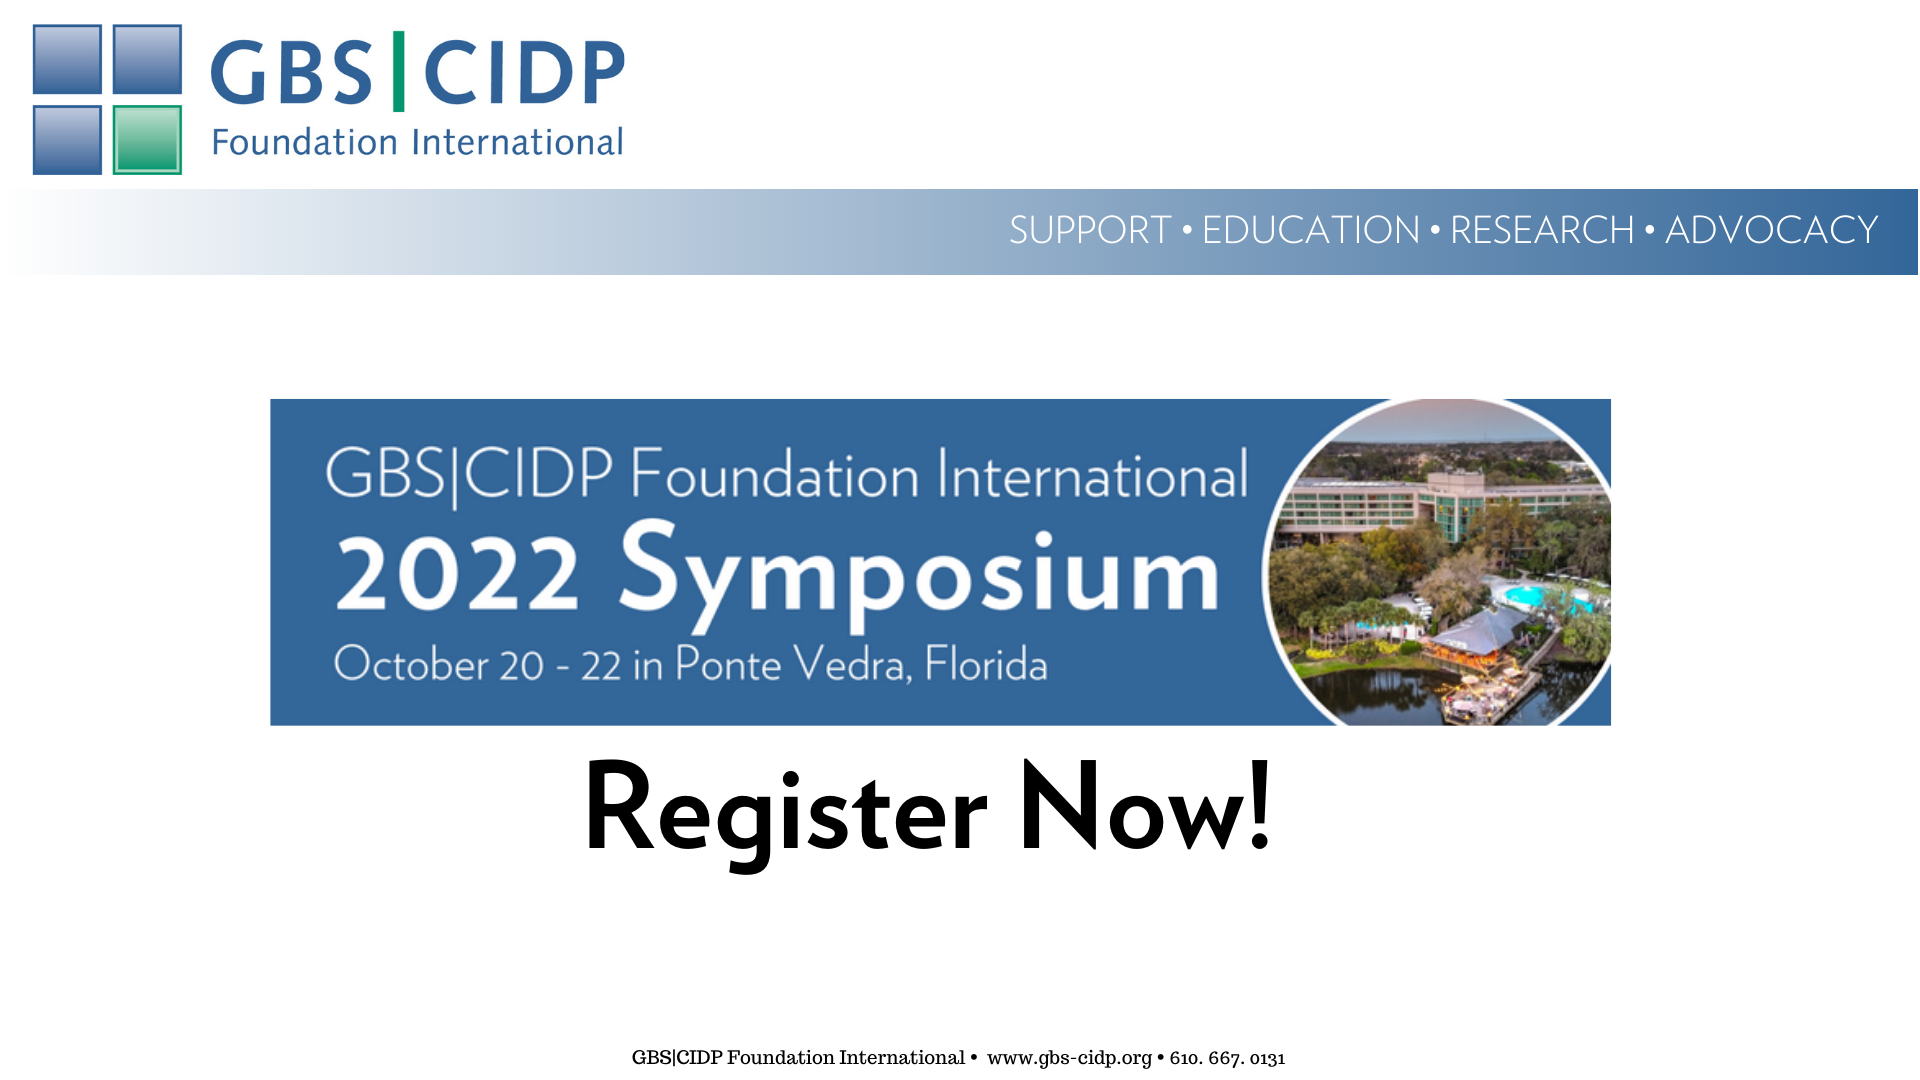 GBS|CIDP
Foundation International
SUPPORT • EDUCATION • RESEARCH • ADVOCACY
GBS|CIDP Foundation International
2022 Symposium
October 20 - 22 in Ponte Vedra, Florida
Register Now!
GBS|CIDP Foundation International • www.gbs-cidp.org • 610. 667. 0131